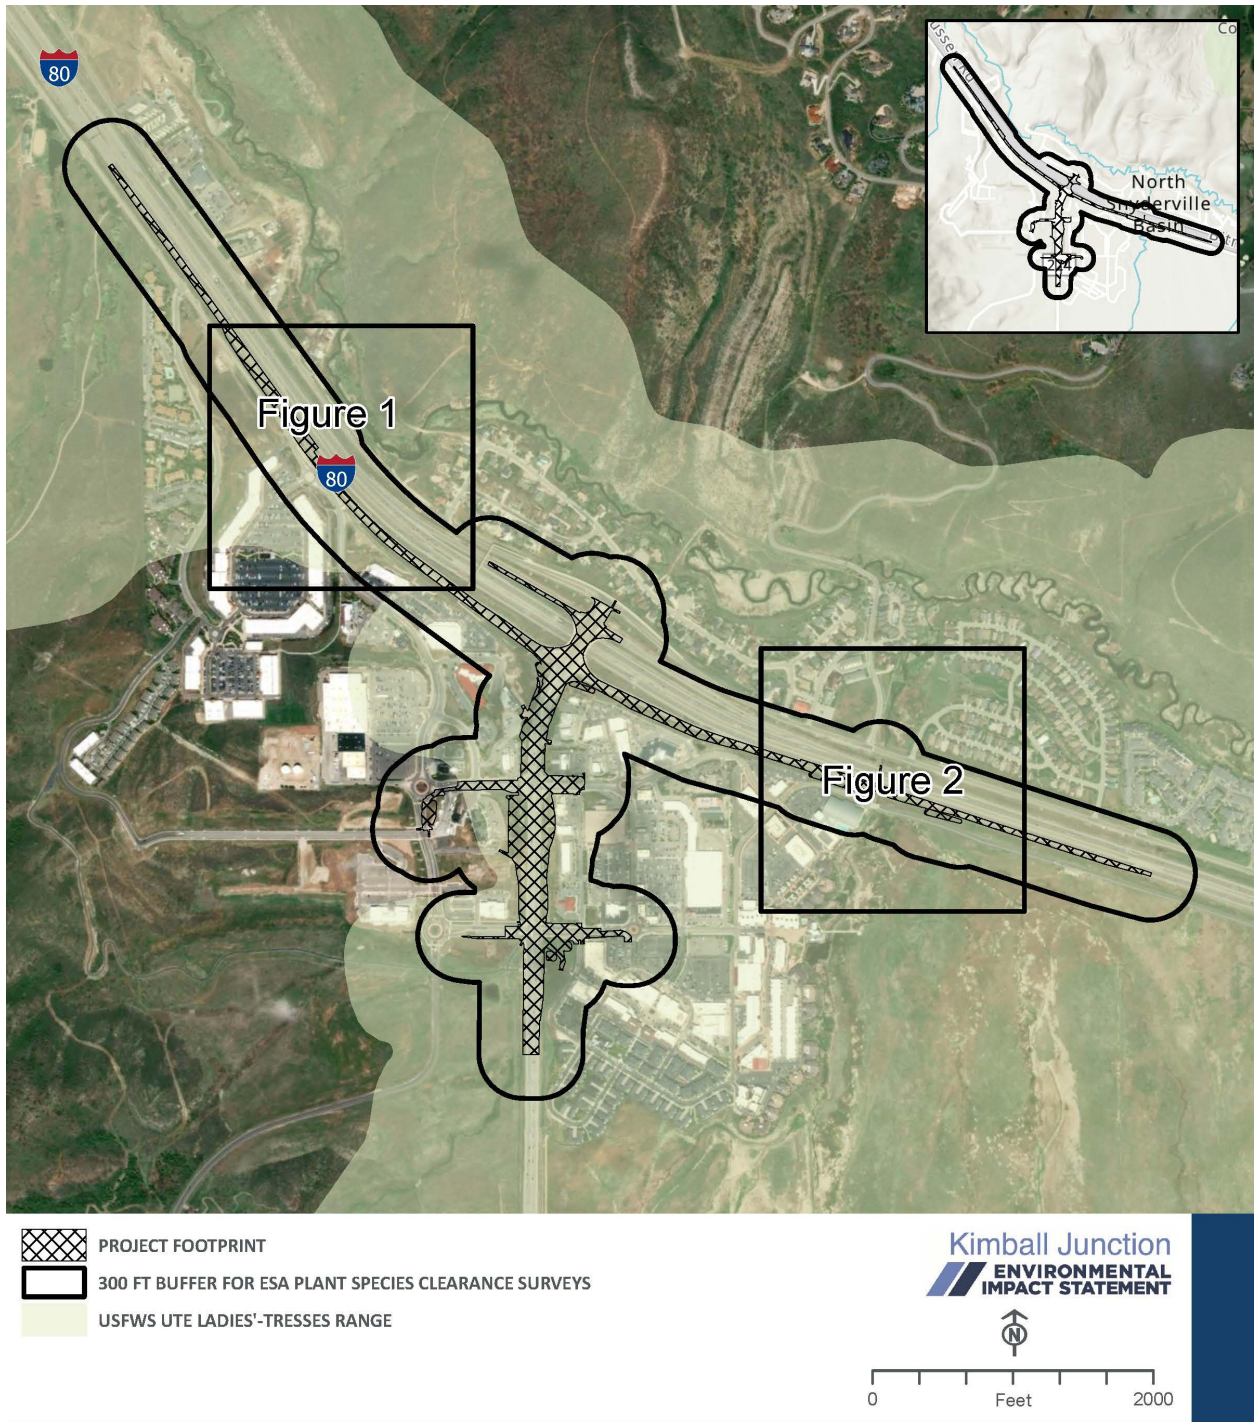 80
Co
North
Snyderville
Basin
Figure 1
80
Figure 2
PROJECT FOOTPRINT
300 FT BUFFER FOR ESA PLANT SPECIES CLEARANCE SURVEYS
USFWS UTE LADIES'-TRESSES RANGE
Kimball Junction
ENVIRONMENTAL
IMPACT STATEMENT
N
0
2000
Feet